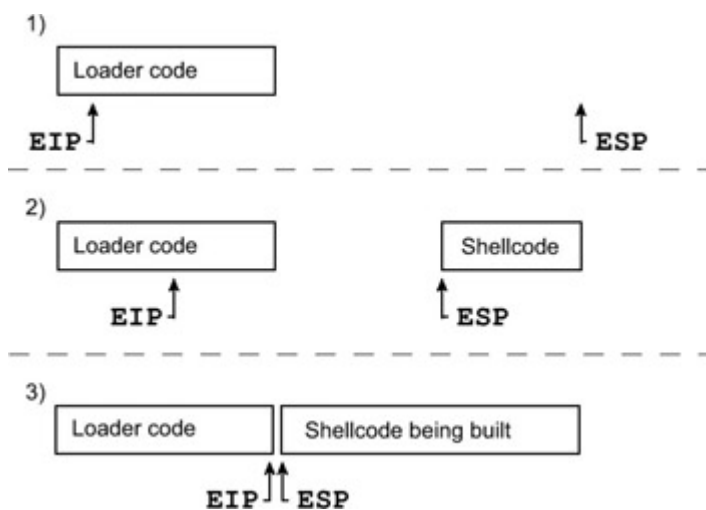 1)
Loader code
EIP ESP
2)
Loader code Shellcode
EIP ESP
3)
Loader code Shellcode being built
EIP ESP